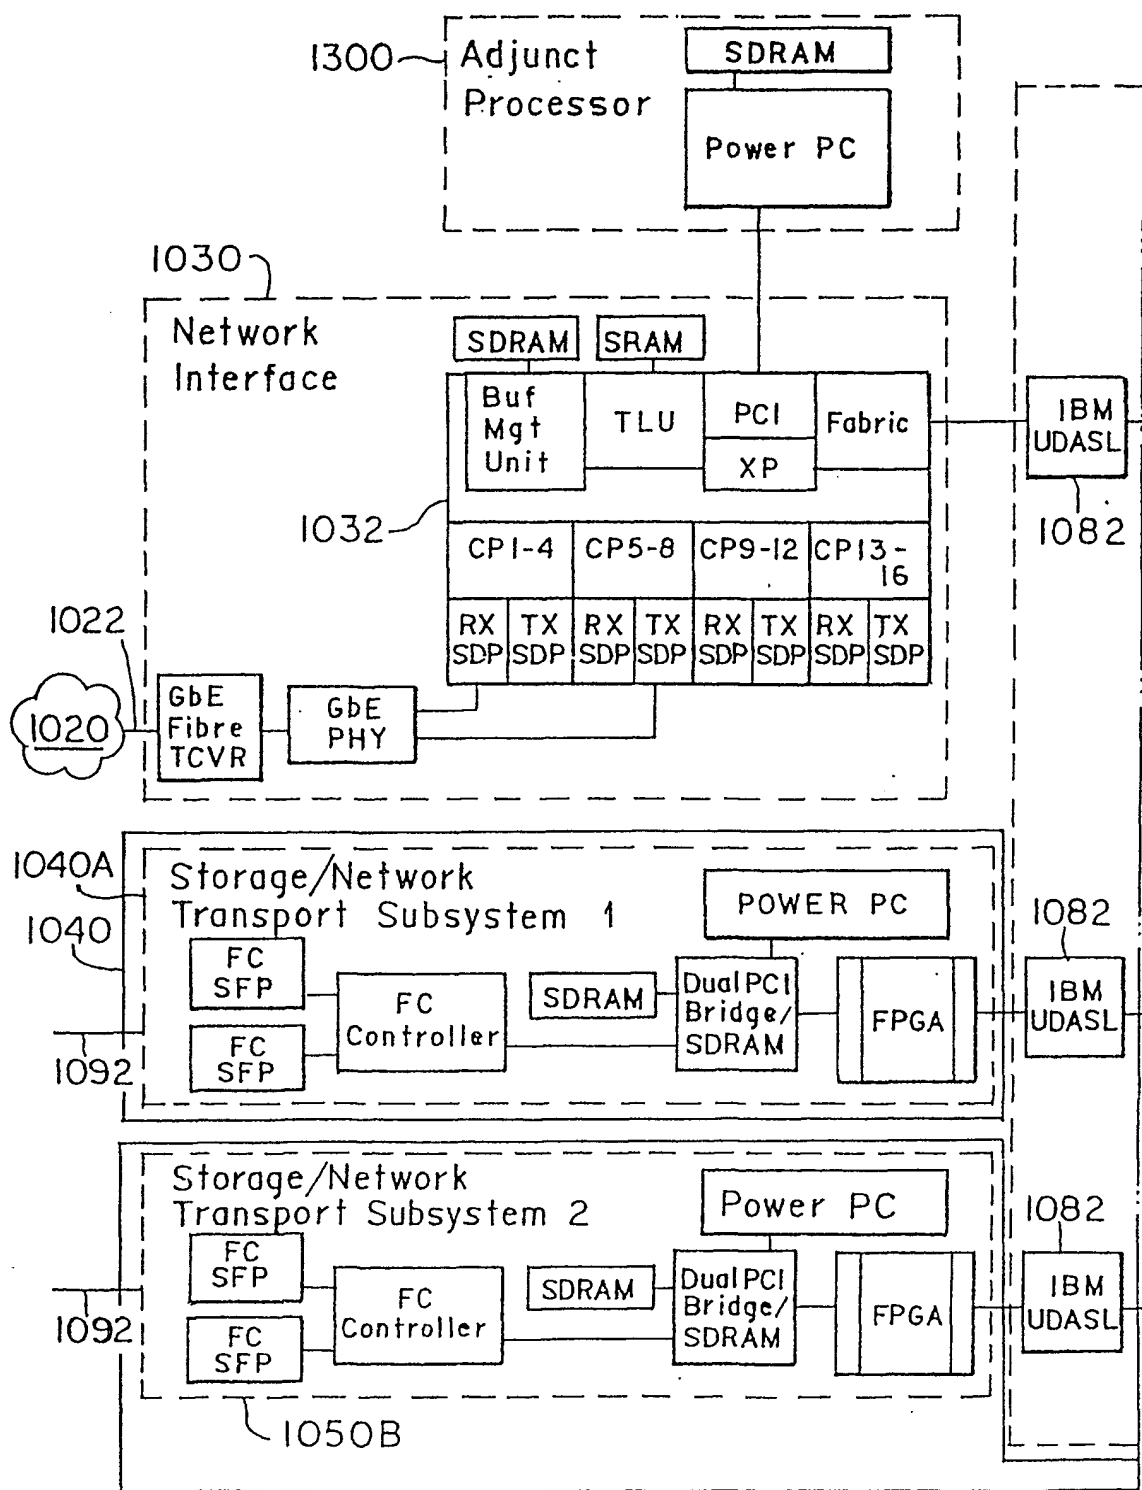 1300
Adjunct
Processor
SDRAM
Power PC
1030
Network
Interface
SDRAM
SRAM
Buf
Mgt
Unit
TLU
PCI
XP
Fabric
IBM
UDASL
1082
1032
CP1-4
CP5-8
CP9-12
CP13-
16
RX
SDP
TX
SDP
RX
SDP
TX
SDP
RX
SDP
TX
SDP
RX
SDP
TX
SDP
1022
1020
GbE
Fibre
TCVR
GbE
PHY
1040A
1040
Storage/Network
Transport Subsystem 1
POWER PC
FC
SFP
FC
SFP
FC
Controller
SDRAM
Dual PCI
Bridge/
SDRAM
FPGA
1082
IBM
UDASL
1092
Storage/Network
Transport Subsystem 2
Power PC
FC
SFP
FC
SFP
FC
Controller
SDRAM
Dual PCI
Bridge/
SDRAM
FPGA
1082
IBM
UDASL
1092
1050B